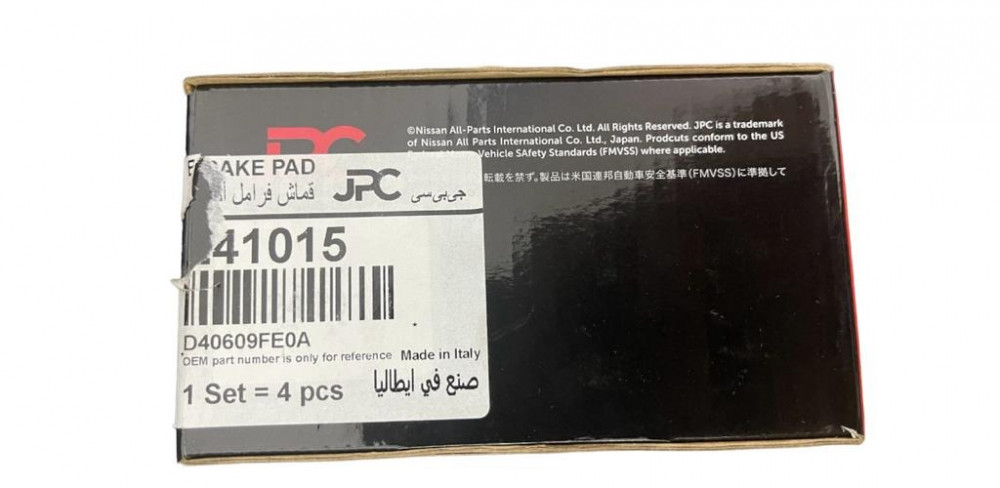 ©Nissan All-Parts International Co. Ltd. All Rights Reserved. JPC is a trademark
of Nissan All Parts International Co. Ltd., Japan. Prodcuts conform to the US
Vehicle SAfety Standards (FMVSS) where applicable.
転載を禁ず。製品は米国連邦自動車安全基準(FMVSS)に準拠して
PAD
قماش فرامل
JPC
جی پی سی
41015
D40609FE0A
OEM part number is only for reference Made in Italy
1 Set = 4 pcs
صنع في ايطاليا